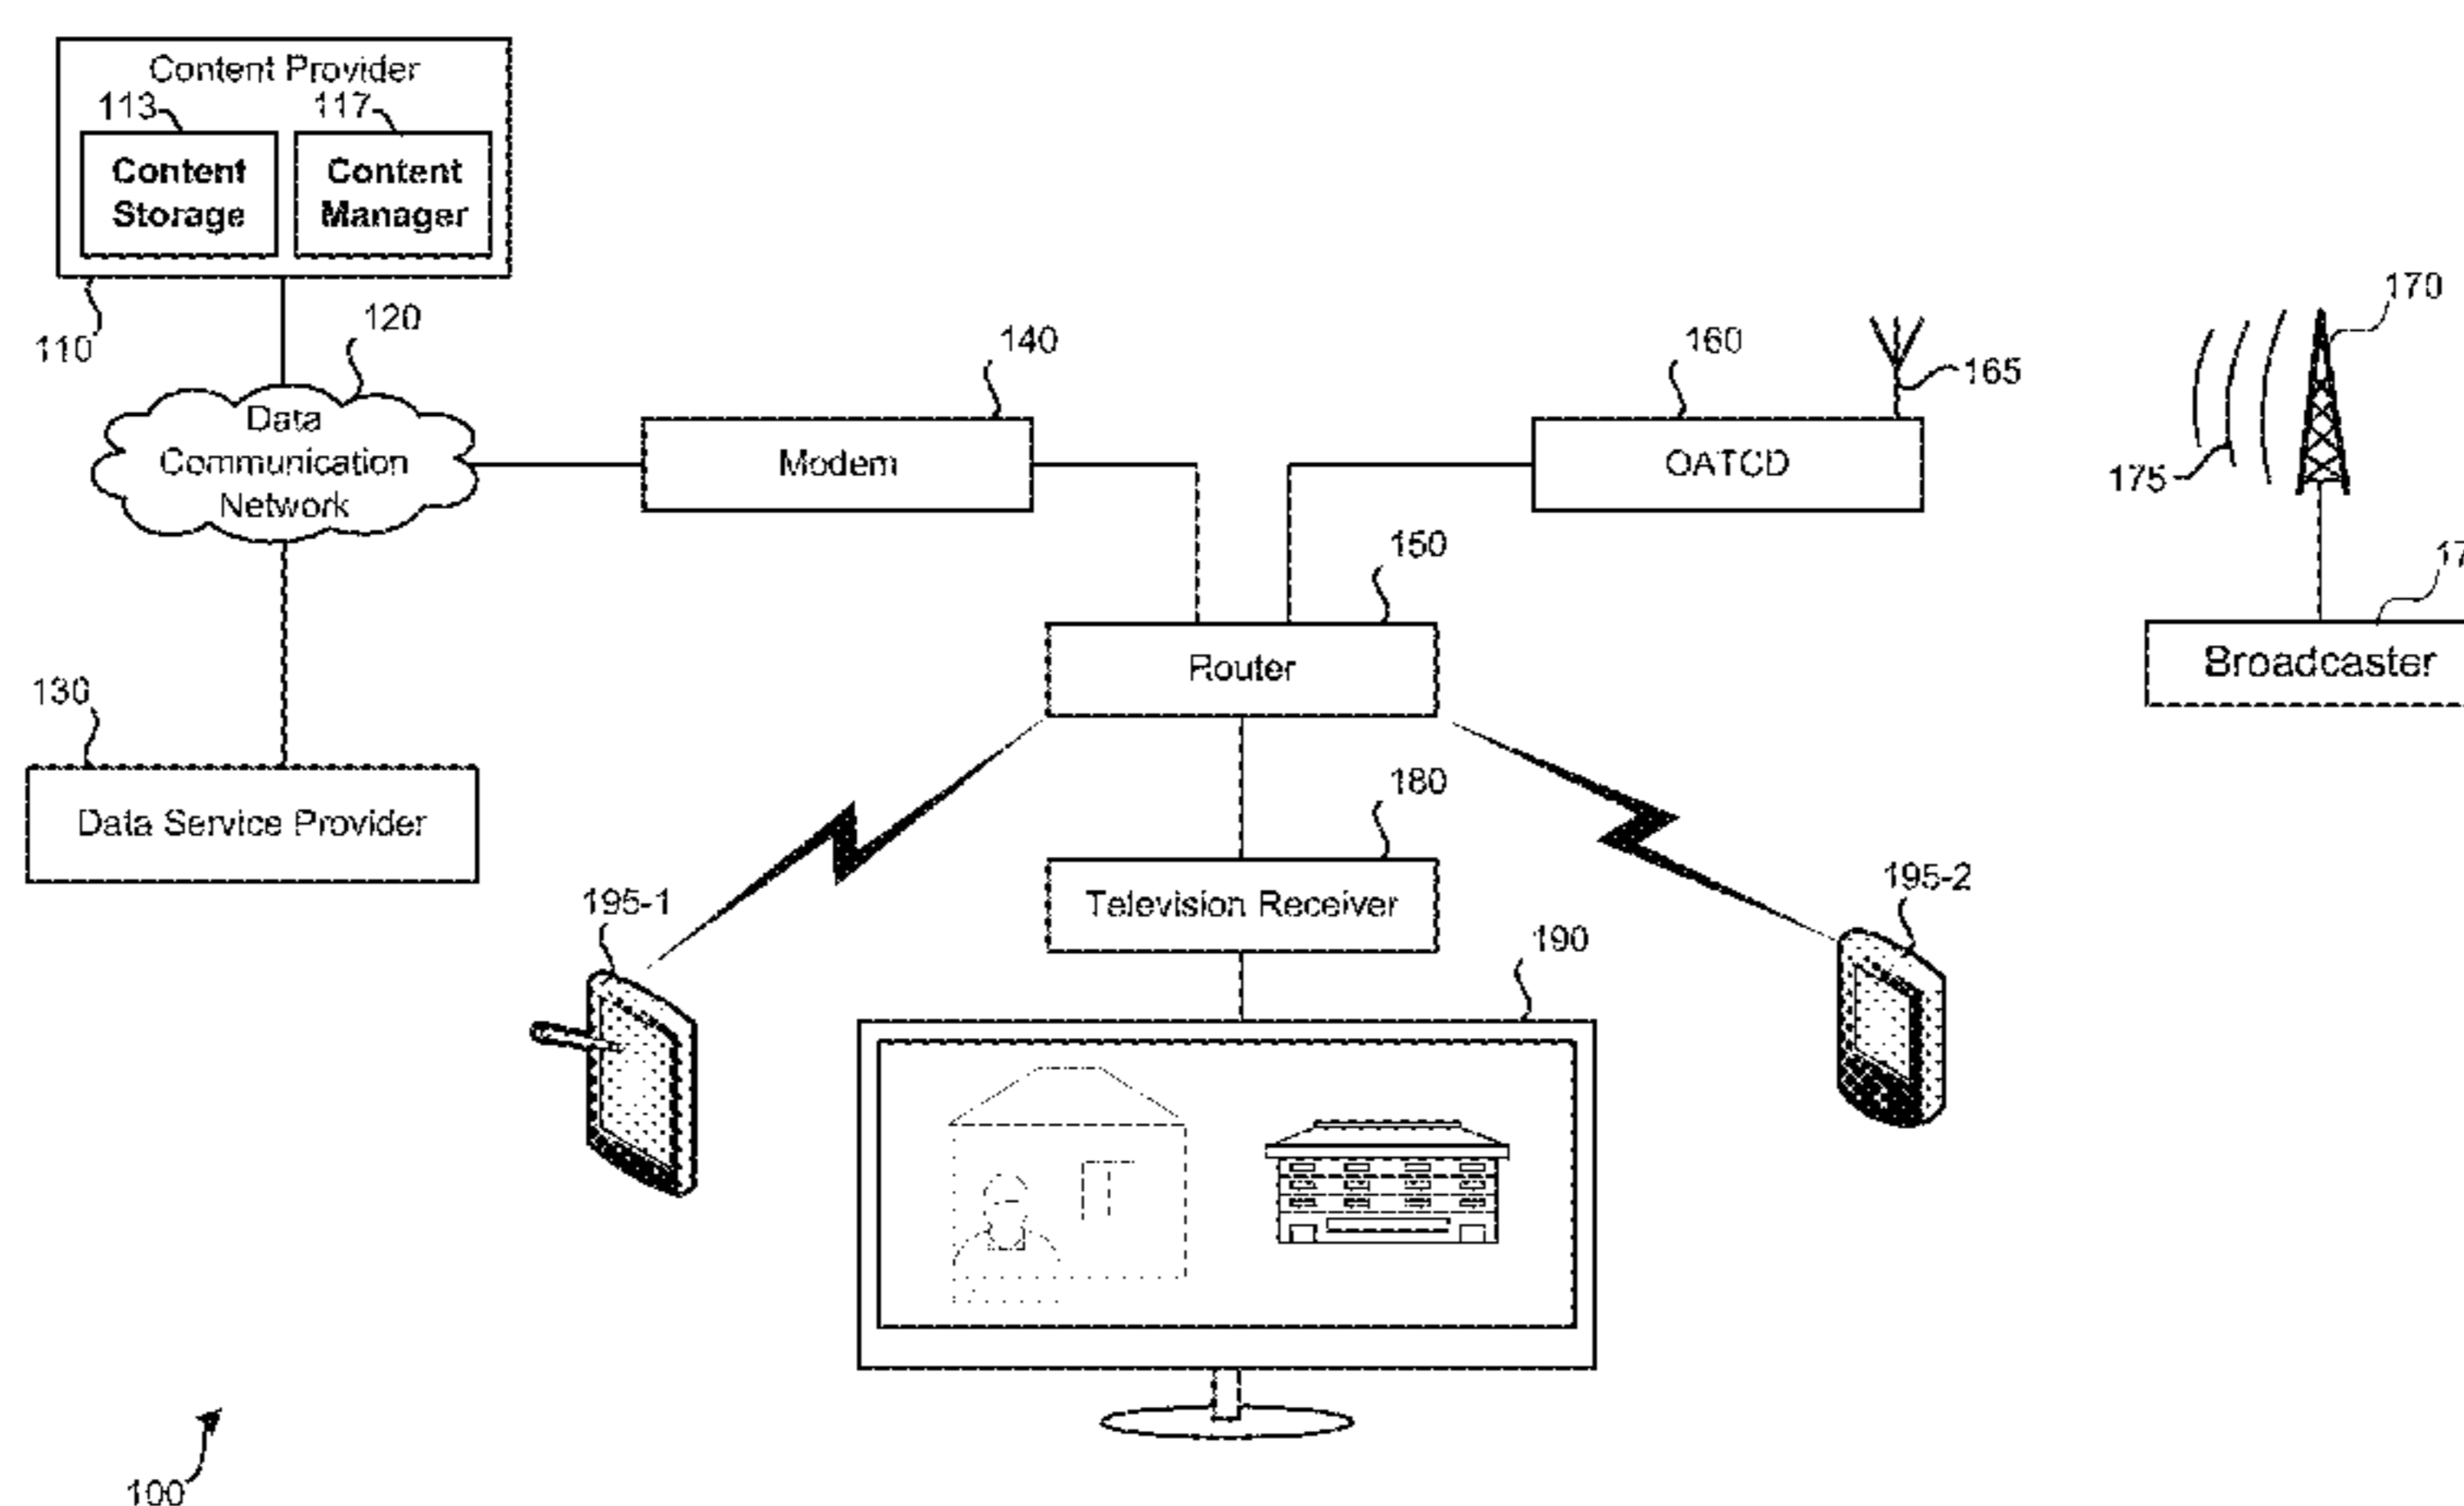 Content Provider
113
117
Content
Storage
Content
Manager
110
120
Data
Communication
Network
140
Modem
160
165
OATCD
170
175
150
Router
Broadcaster
130
Data Service Provider
180
Television Receiver
195-1
195-2
190
100